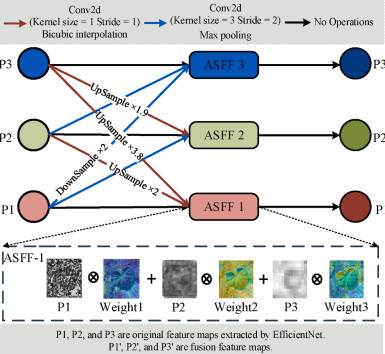 Conv2d
(Kernel size = 1 Stride = 1)
Bicubic interpolation
Conv2d
(Kernel size = 3 Stride = 2)
Max pooling
No Operations
P3
ASFF 3
P3'
UpSample ×1.9
P2
ASFF 2
P2'
UpSample ×3.8
DownSample ×2
UpSample ×2
P1
ASFF 1
P
ASFF-1
⊗ + ⊗ + ⊗
P1 Weight1 P2 Weight2 P3 Weight3
P1, P2, and P3 are original feature maps extracted by EfficientNet.
P1', P2', and P3' are fusion feature maps.